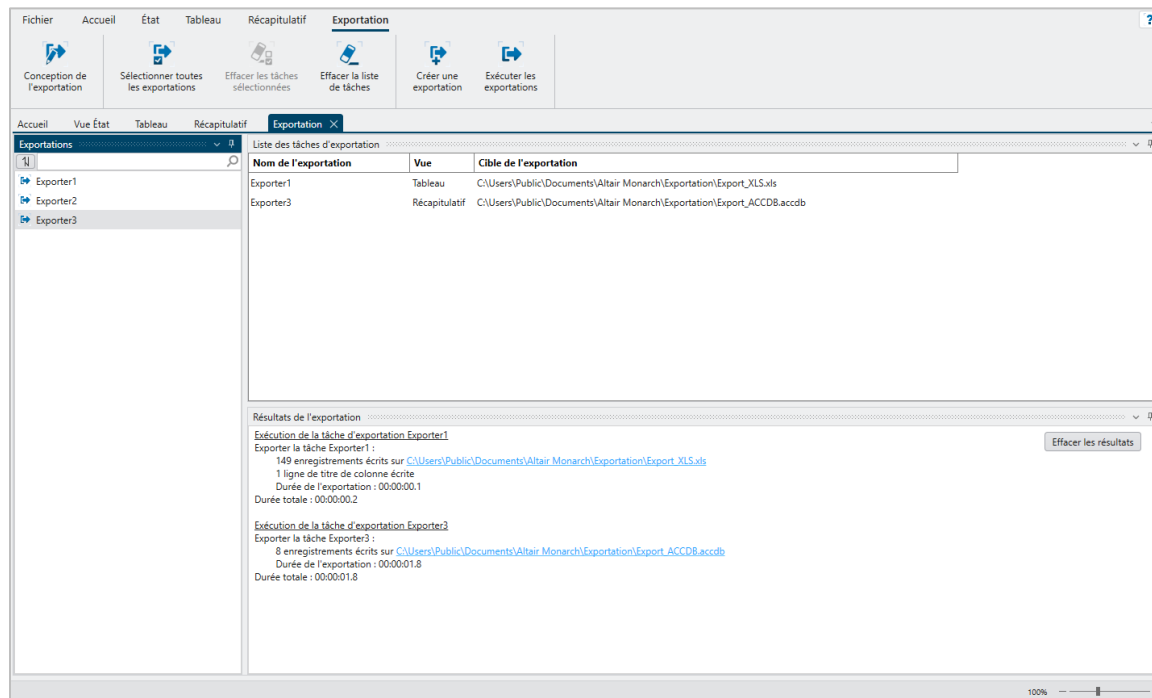 Fichier Accueil État Tableau Récapitulatif Exportation ?
Conception de l'exportation
Sélectionner toutes les exportations
Effacer les tâches sélectionnées
Effacer la liste de tâches
Créer une exportation
Exécuter les exportations
Accueil Vue État Tableau Récapitulatif Exportation
Exportations
Exporter1
Exporter2
Exporter3
Liste des tâches d'exportation
Nom de l'exportation Vue Cible de l'exportation
Exporter1 Tableau C:\Users\Public\Documents\Altair Monarch\Exportation\Export_XLS.xls
Exporter3 Récapitulatif C:\Users\Public\Documents\Altair Monarch\Exportation\Export_ACCDB.accdb
Résultats de l'exportation
Effacer les résultats
Exécution de la tâche d'exportation Exporter1
Exporter la tâche Exporter1 :
149 enregistrements écrits sur C:\Users\Public\Documents\Altair Monarch\Exportation\Export_XLS.xls
1 ligne de titre de colonne écrite
Durée de l'exportation : 00:00:00.1
Durée totale : 00:00:00.2
Exécution de la tâche d'exportation Exporter3
Exporter la tâche Exporter3 :
8 enregistrements écrits sur C:\Users\Public\Documents\Altair Monarch\Exportation\Export_ACCDB.accdb
Durée de l'exportation : 00:00:01.8
Durée totale : 00:00:01.8
100%